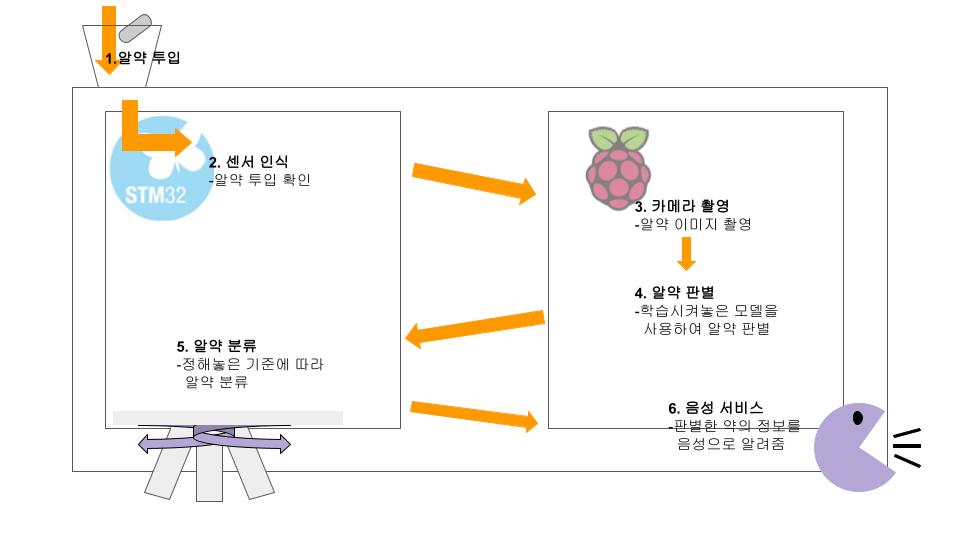 1.알약 투입
STM32
2. 센서 인식
-알약 투입 확인
3. 카메라 촬영
-알약 이미지 촬영
4. 알약 판별
-학습시켜놓은 모델을
사용하여 알약 판별
5. 알약 분류
-정해놓은 기준에 따라
알약 분류
6. 음성 서비스
-판별한 약의 정보를
음성으로 알려줌